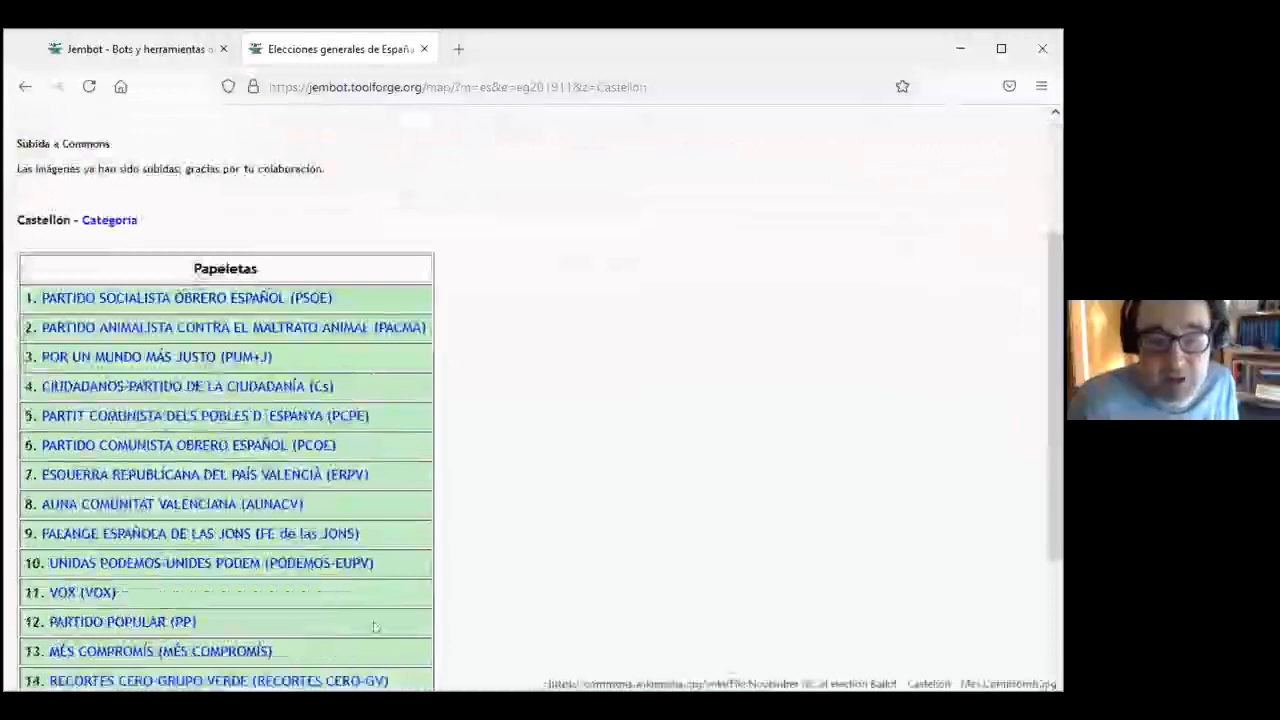 Jembot - Bots y herramientas o
Elecciones generales de Españ
https://jembot.toolforge.org/map/?m=es&e=eg201911&z=Castellón
Subida a Commons
Las imágenes ya han sido subidas, gracias por tu colaboración.
Castellón - Categoría
Papeletas
1. PARTIDO SOCIALISTA OBRERO ESPAÑOL (PSOE)
2. PARTIDO ANIMALISTA CONTRA EL MALTRATO ANIMAL (PACMA)
3. POR UN MUNDO MÁS JUSTO (PUM+J)
4. CIUDADANOS-PARTIDO DE LA CIUDADANÍA (Cs)
5. PARTIT COMUNISTA DELS POBLES D´ESPANYA (PCPE)
6. PARTIDO COMUNISTA OBRERO ESPAÑOL (PCOE)
7. ESQUERRA REPUBLICANA DEL PAÍS VALENCIÀ (ERPV)
8. AUNA COMUNITAT VALENCIANA (AUNACV)
9. FALANGE ESPAÑOLA DE LAS JONS (FE de las JONS)
10. UNIDAS PODEMOS-UNIDES PODEM (PODEMOS-EUPV)
11. VOX (VOX)
12. PARTIDO POPULAR (PP)
13. MÉS COMPROMÍS (MÉS COMPROMÍS)
14. RECORTES CERO-GRUPO VERDE (RECORTES CERO-GV)